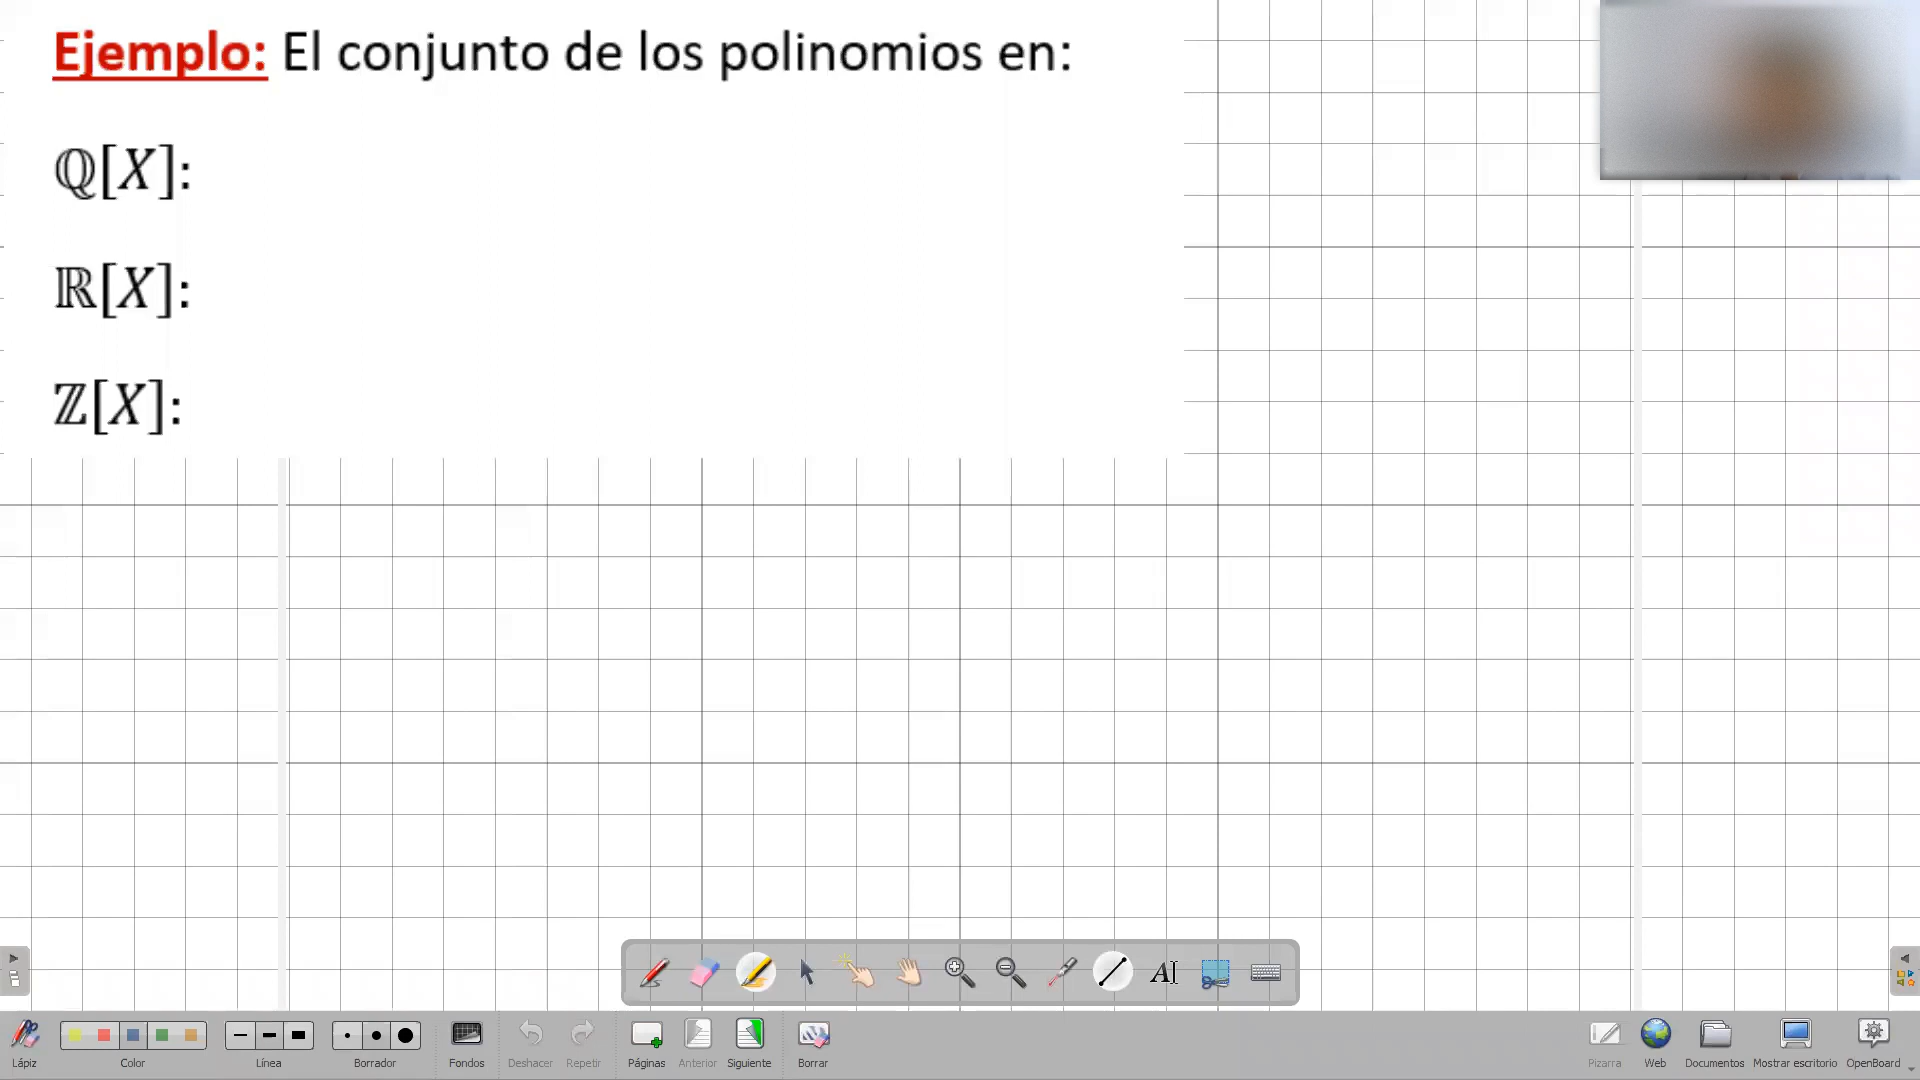 Ejemplo: El conjunto de los polinomios en:
ℚ[X]:
ℝ[X]:
ℤ[X]:
AI
Lápiz
Color
Línea
Borrador
Fondos
Deshacer
Repetir
Páginas
Anterior
Siguiente
Borrar
Pizarra
Web
Documentos
Mostrar escritorio
OpenBoard